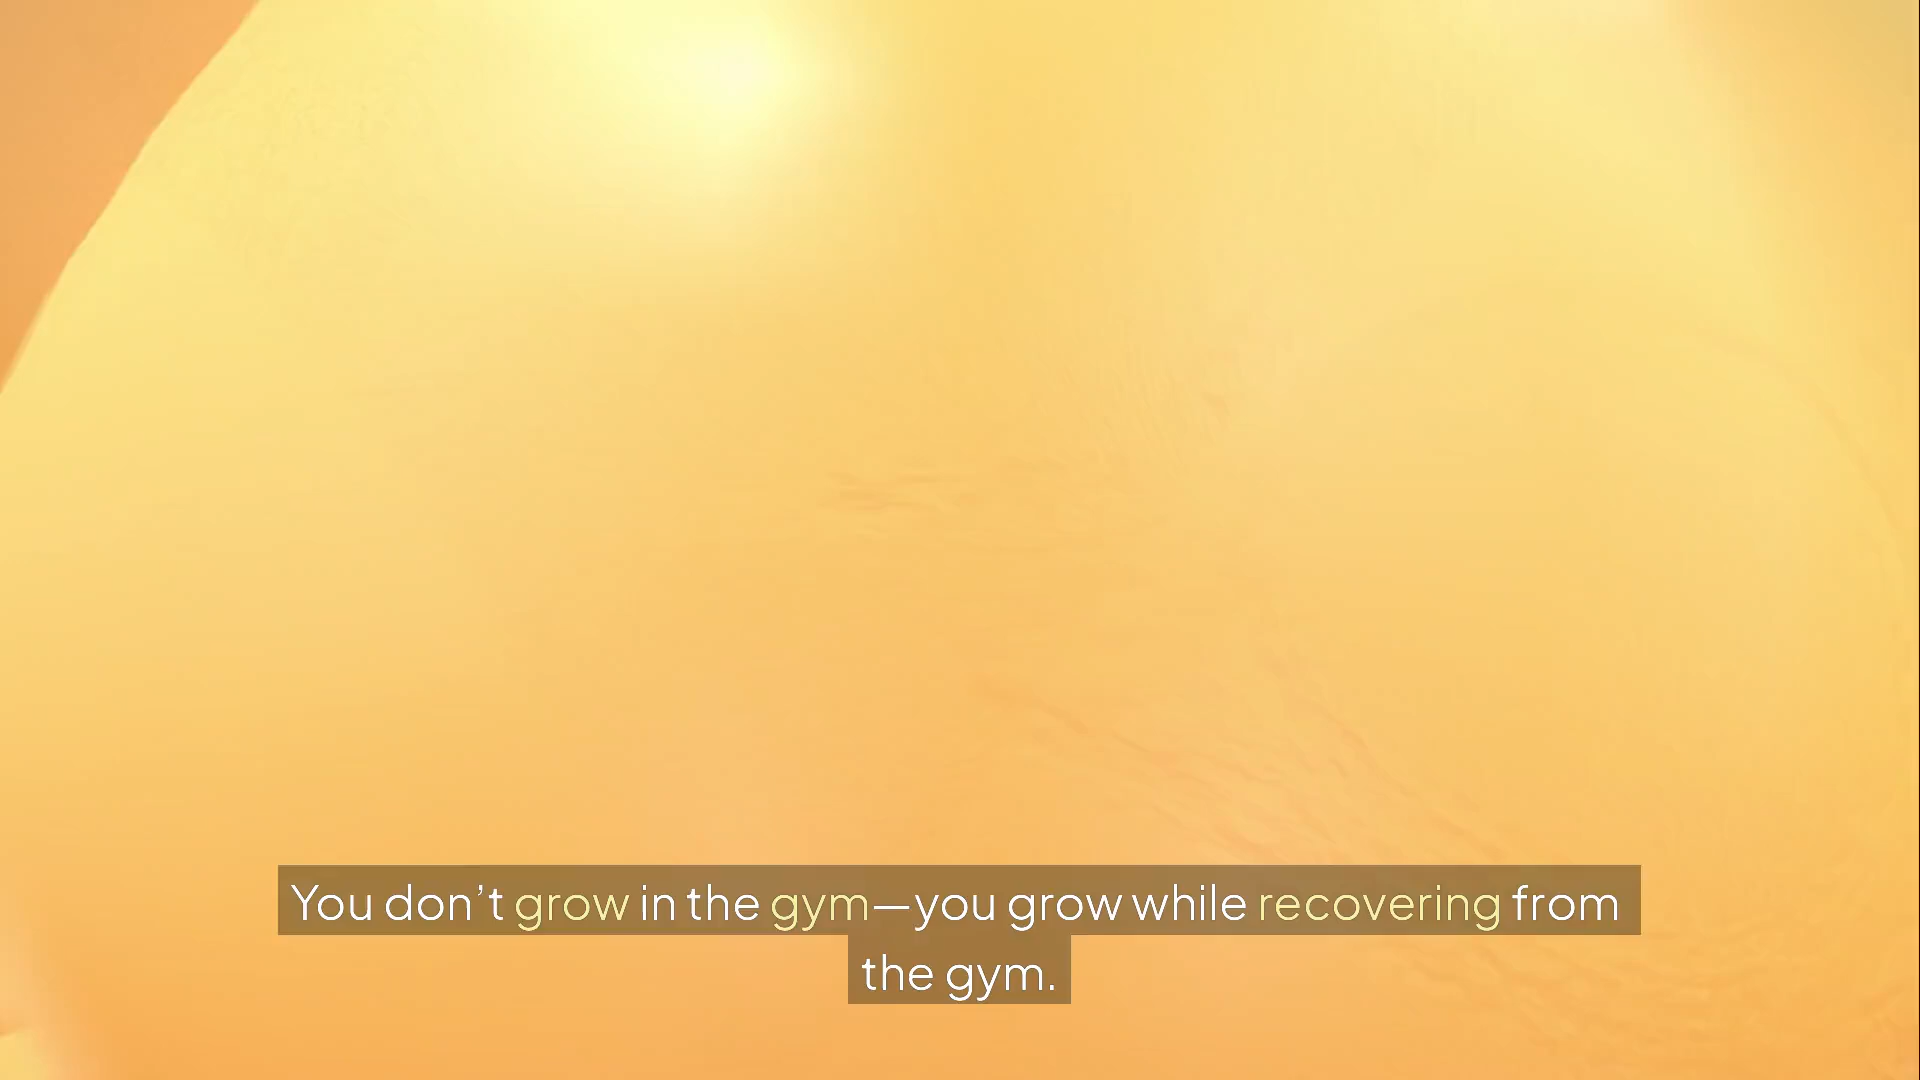 You don’t grow in the gym—you grow while recovering from
the gym.